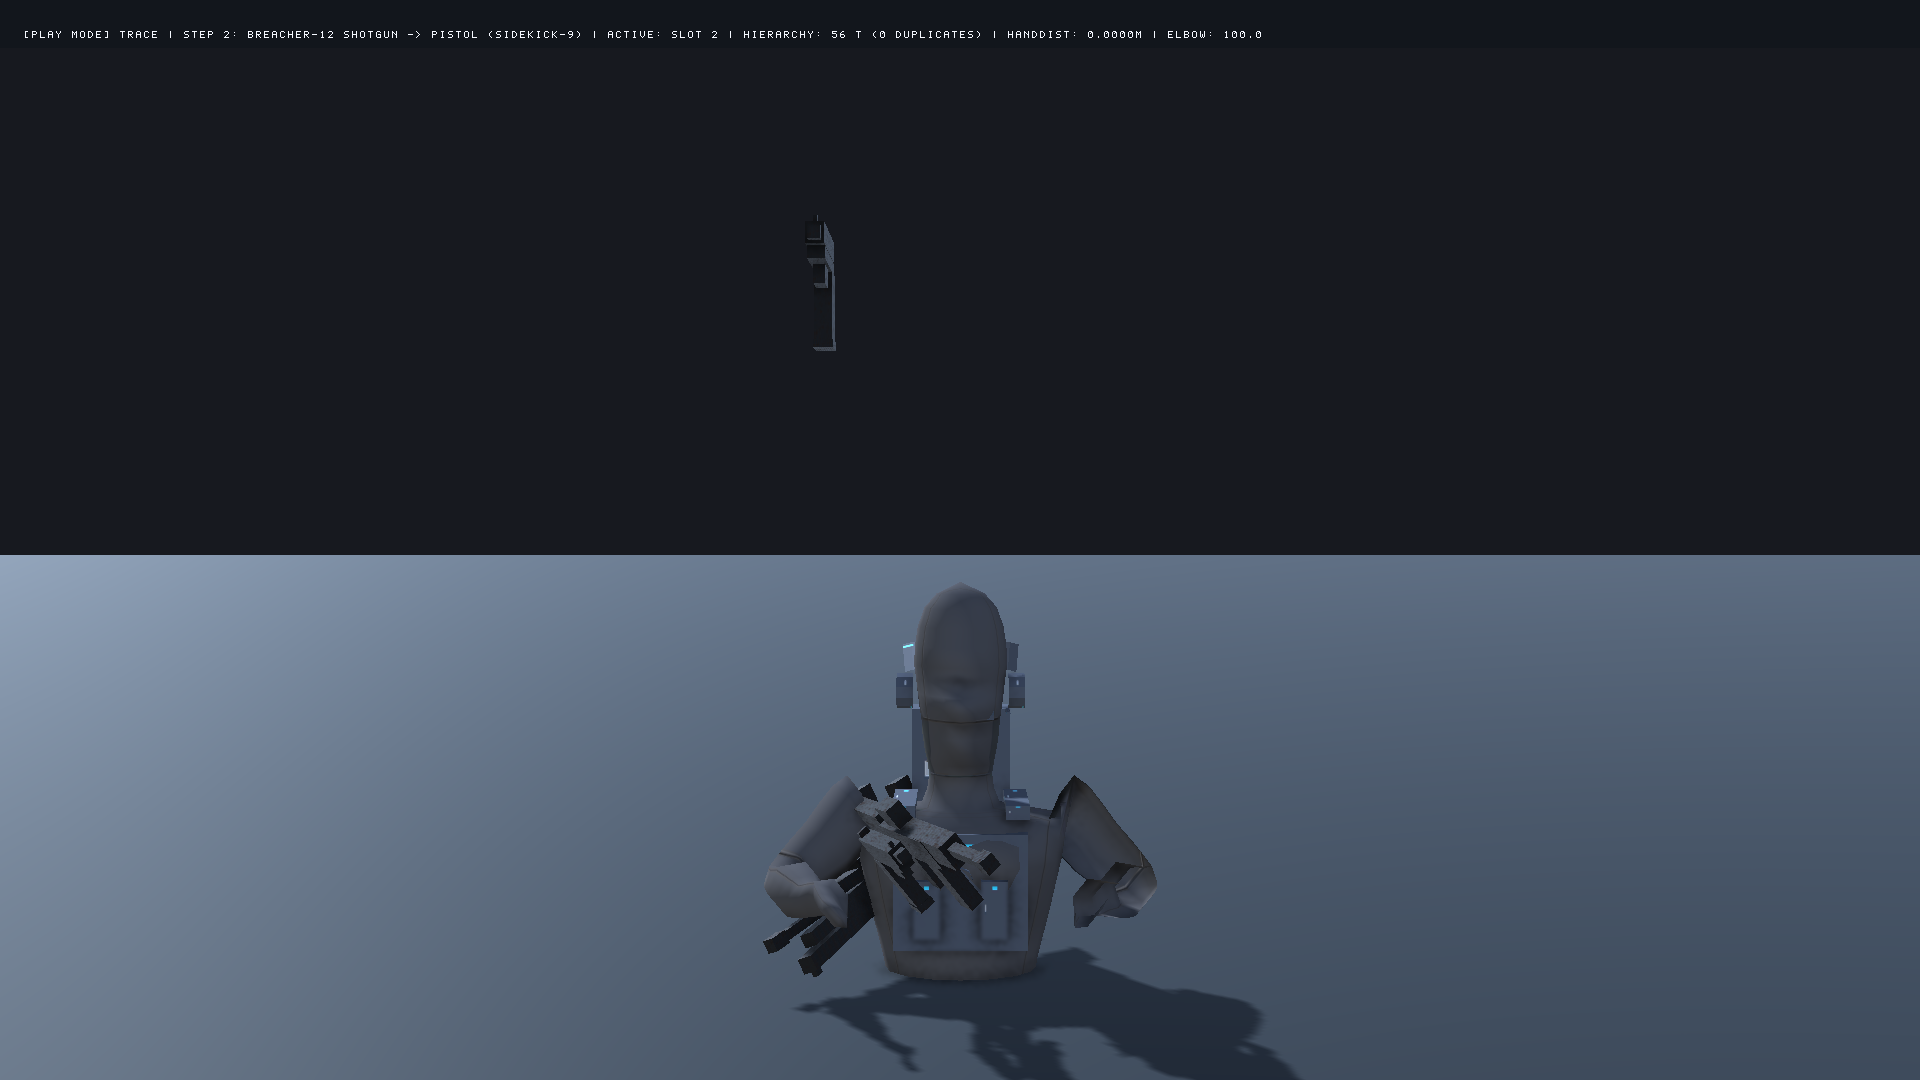 [PLAY MODE] TRACE | STEP 2: BREACHER-12 SHOTGUN -> PISTOL (SIDEKICK-9) | ACTIVE: SLOT 2 | HIERARCHY: 56 T (0 DUPLICATES) | HANDDIST: 0.0000M | ELBOW: 100.0